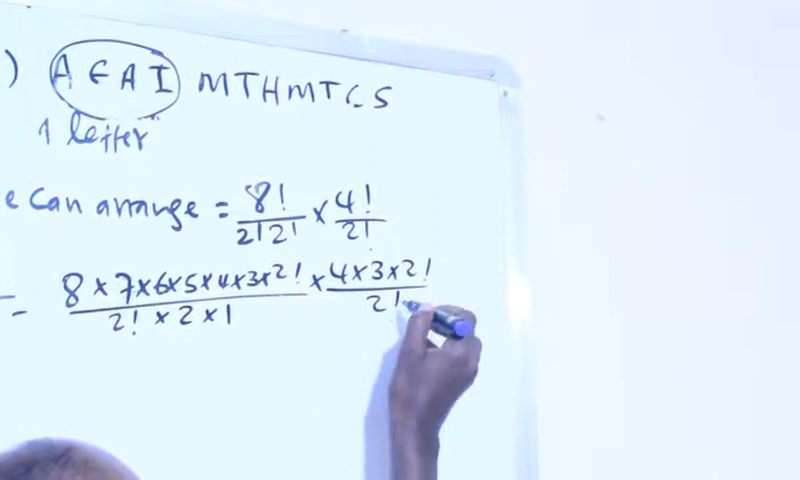 ) A E A I M T H M T C S
1 letter
e Can arrange = 8!/2!2! × 4!/2!
= 8×7×6×5×4×3×2!/2!×2×1 × 4×3×2!/2!